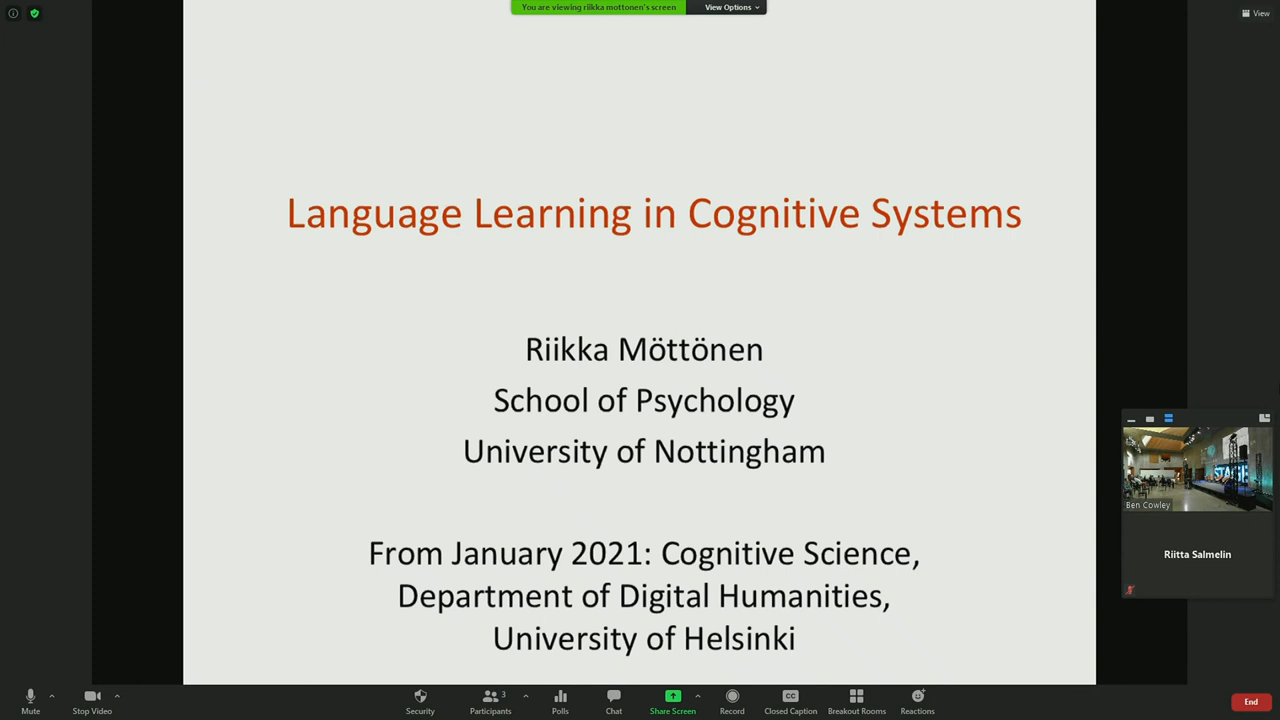 You are viewing riikka mottonen's screen
View Options
View
Language Learning in Cognitive Systems
Riikka Möttönen
School of Psychology
University of Nottingham
From January 2021: Cognitive Science,
Department of Digital Humanities,
University of Helsinki
Ben Cowley
Riitta Salmelin
Mute
Stop Video
Security
Participants
3
Polls
Chat
Share Screen
Record
CC
Closed Caption
Breakout Rooms
Reactions
End